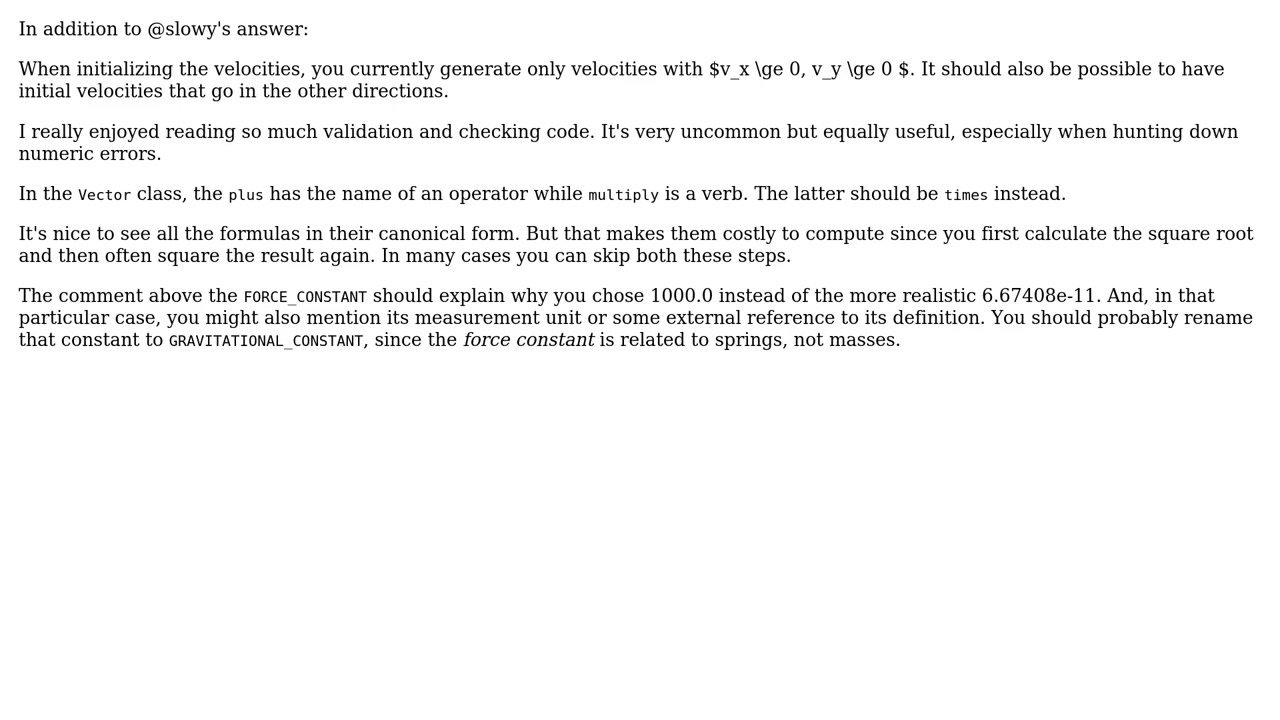 In addition to @slowy's answer:
When initializing the velocities, you currently generate only velocities with $v_x \ge 0, v_y \ge 0 $. It should also be possible to have
initial velocities that go in the other directions.
I really enjoyed reading so much validation and checking code. It's very uncommon but equally useful, especially when hunting down
numeric errors.
In the Vector class, the plus has the name of an operator while multiply is a verb. The latter should be times instead.
It's nice to see all the formulas in their canonical form. But that makes them costly to compute since you first calculate the square root
and then often square the result again. In many cases you can skip both these steps.
The comment above the FORCE_CONSTANT should explain why you chose 1000.0 instead of the more realistic 6.67408e-11. And, in that
particular case, you might also mention its measurement unit or some external reference to its definition. You should probably rename
that constant to GRAVITATIONAL_CONSTANT, since the force constant is related to springs, not masses.